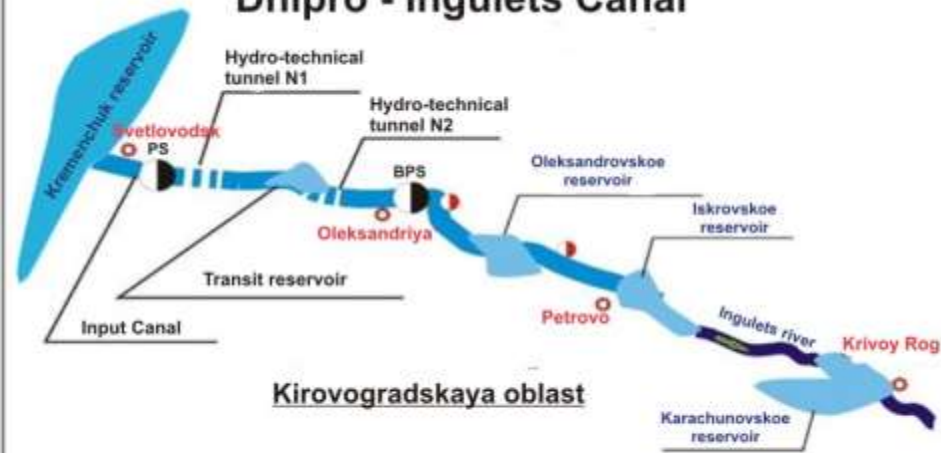 Dnipro - Ingulets Canal
Kremenchuk reservoir
Svetlovodsk
PS
Hydro-technical
tunnel N1
Hydro-technical
tunnel N2
BPS
Oleksandriya
Oleksandrovskoe
reservoir
Iskrovskoe
reservoir
Transit reservoir
Input Canal
Petrovo
Ingulets river
Krivoy Rog
Kirovogradskaya oblast
Karachunovskoe
reservoir